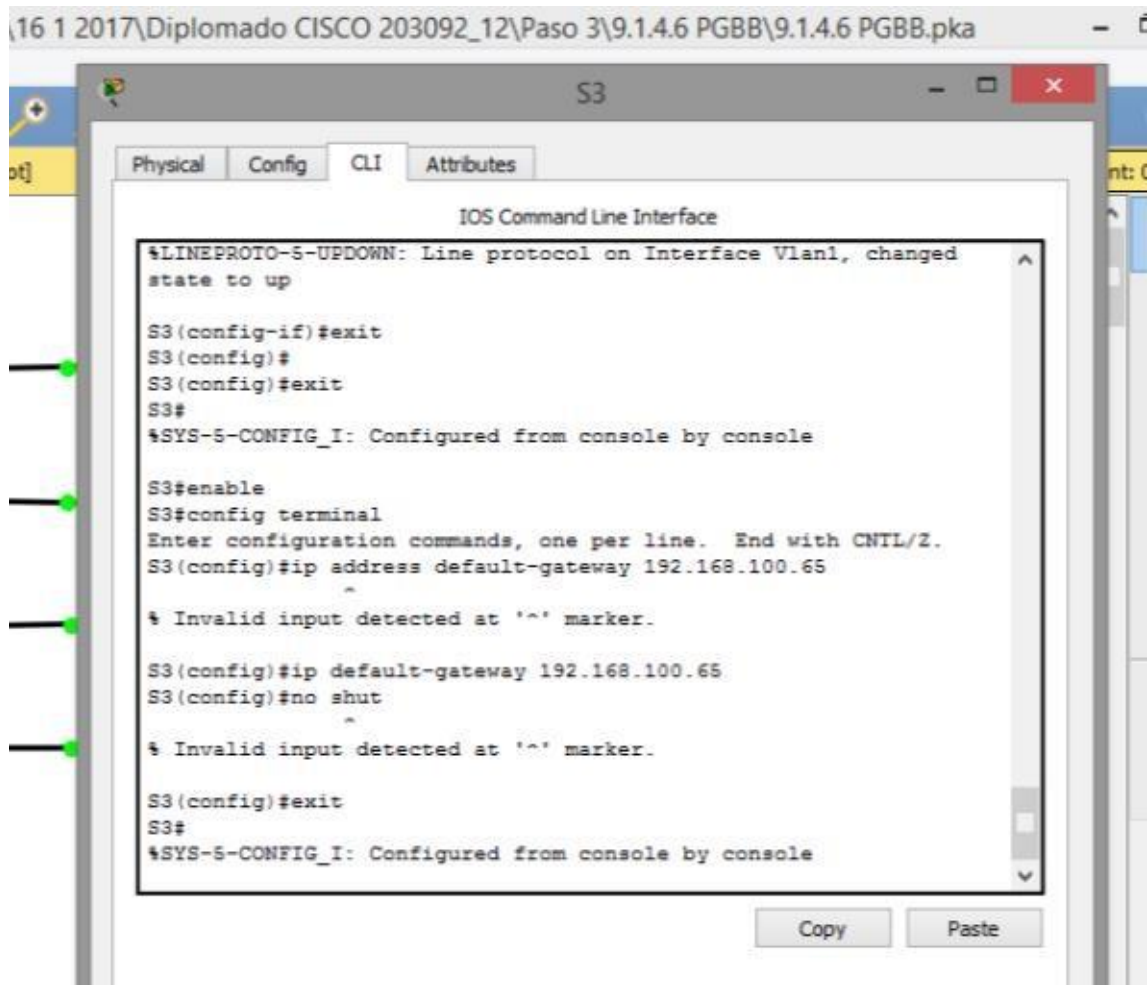 \16 1 2017\Diplomado CISCO 203092_12\Paso 3\9.1.4.6 PGBB\9.1.4.6 PGBB.pka
S3
Physical Config CLI Attributes
IOS Command Line Interface
%LINEPROTO-5-UPDOWN: Line protocol on Interface Vlan1, changed
state to up
S3(config-if)#exit
S3(config)#
S3(config)#exit
S3#
%SYS-5-CONFIG_I: Configured from console by console
S3#enable
S3#config terminal
Enter configuration commands, one per line. End with CNTL/Z.
S3(config)#ip address default-gateway 192.168.100.65
^
% Invalid input detected at '^' marker.
S3(config)#ip default-gateway 192.168.100.65
S3(config)#no shut
^
% Invalid input detected at '^' marker.
S3(config)#exit
S3#
%SYS-5-CONFIG_I: Configured from console by console
Copy Paste